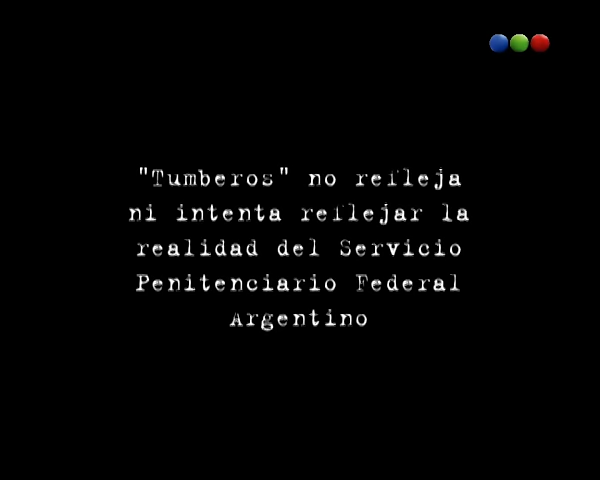 "Tumberos" no refleja
ni intenta reflejar la
realidad del Servicio
Penitenciario Federal
Argentino